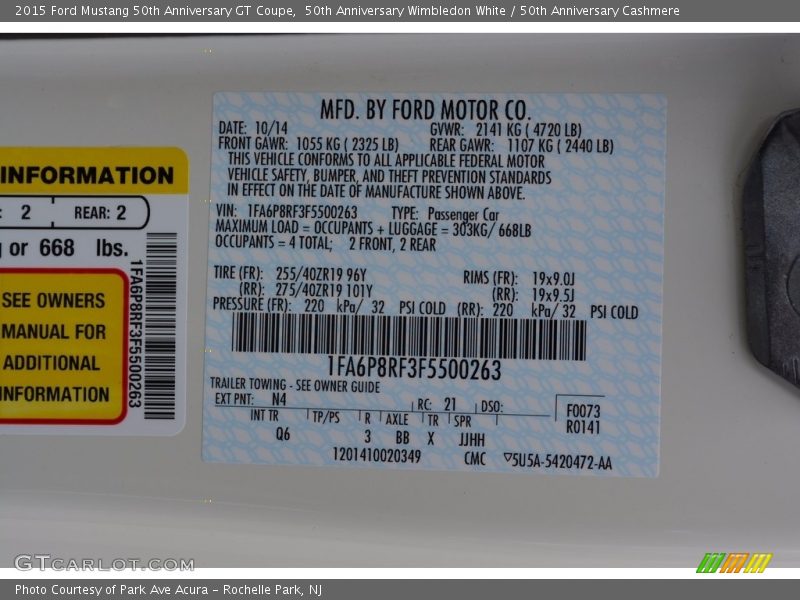 2015 Ford Mustang 50th Anniversary GT Coupe,  50th Anniversary Wimbledon White / 50th Anniversary Cashmere
MFD. BY FORD MOTOR CO.
DATE: 10/14 GVWR: 2141 KG ( 4720 LB)
FRONT GAWR: 1055 KG ( 2325 LB) REAR GAWR: 1107 KG ( 2440 LB)
THIS VEHICLE CONFORMS TO ALL APPLICABLE FEDERAL MOTOR
VEHICLE SAFETY, BUMPER, AND THEFT PREVENTION STANDARDS
IN EFFECT ON THE DATE OF MANUFACTURE SHOWN ABOVE.
VIN: 1FA6P8RF3F5500263 TYPE: Passenger Car
MAXIMUM LOAD = OCCUPANTS + LUGGAGE = 303KG/ 668LB
OCCUPANTS = 4 TOTAL; 2 FRONT, 2 REAR
TIRE (FR): 255/40ZR19 96Y RIMS (FR): 19x9.0J
(RR): 275/40ZR19 101Y (RR): 19x9.5J
PRESSURE (FR): 220 kPa/ 32 PSI COLD (RR): 220 kPa/ 32 PSI COLD
1FA6P8RF3F5500263
TRAILER TOWING - SEE OWNER GUIDE
EXT PNT: N4 RC: 21 DSO: F0073
R0141
INT TR TP/PS R AXLE TR SPR
Q6 3 BB X JJHH
1201410020349 CMC ▽5U5A-5420472-AA
INFORMATION
: 2 REAR: 2
or 668 lbs.
1FA6P8RF3F5500263
SEE OWNERS
MANUAL FOR
ADDITIONAL
INFORMATION
GTCARLOT.COM
Photo Courtesy of Park Ave Acura - Rochelle Park, NJ